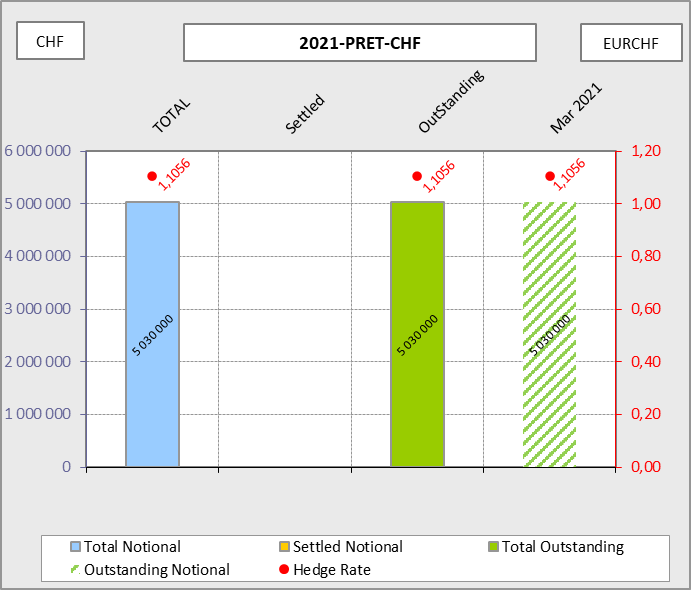 CHF
2021-PRET-CHF
EURCHF
TOTAL
Settled
OutStanding
Mar 2021
6 000 000
5 000 000
4 000 000
3 000 000
2 000 000
1 000 000
0
1,1056
1,1056
1,1056
5 030 000
5 030 000
5 030 000
1,20
1,00
0,80
0,60
0,40
0,20
0,00
Total Notional
Settled Notional
Total Outstanding
Outstanding Notional
Hedge Rate